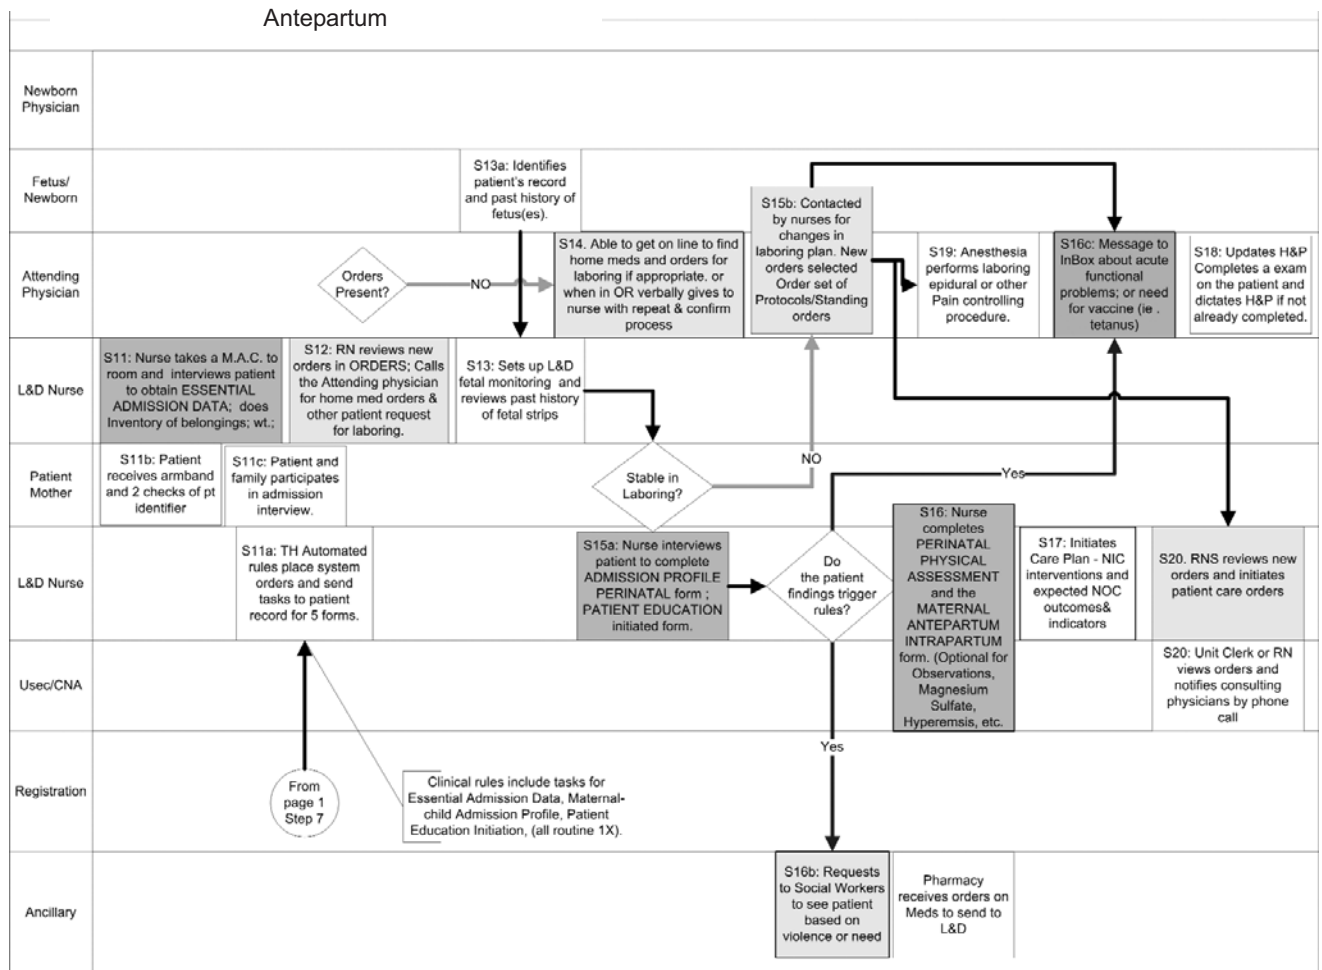 Antepartum
Newborn
Physician
Fetus/
Newborn
S13a: Identifies
patient's record
and past history of
fetus(es).
S15b: Contacted
by nurses for
changes in
laboring plan. New
orders selected
Order set of
Protocols/Standing
orders
Attending
Physician
Orders
Present?
NO
S14. Able to get on line to find
home meds and orders for
laboring if appropriate. or
when in OR verbally gives to
nurse with repeat & confirm
process
S19: Anesthesia
performs laboring
epidural or other
Pain controlling
procedure.
S16c: Message to
InBox about acute
functional
problems; or need
for vaccine (ie .
tetanus)
S18: Updates H&P
Completes a exam
on the patient and
dictates H&P if not
already completed.
L&D Nurse
S11: Nurse takes a M.A.C. to
room and interviews patient
to obtain ESSENTIAL
ADMISSION DATA; does
Inventory of belongings; wt.;
S12: RN reviews new
orders in ORDERS; Calls
the Attending physician
for home med orders &
other patient request
for laboring.
S13: Sets up L&D
fetal monitoring and
reviews past history
of fetal strips
Patient
Mother
S11b: Patient
receives armband
and 2 checks of pt
identifier
S11c: Patient and
family participates
in admission
interview.
Stable in
Laboring?
NO
Yes
L&D Nurse
S11a: TH Automated
rules place system
orders and send
tasks to patient
record for 5 forms.
S15a: Nurse interviews
patient to complete
ADMISSION PROFILE
PERINATAL form ;
PATIENT EDUCATION
initiated form.
Do
the patient
findings trigger
rules?
S16: Nurse
completes
PERINATAL
PHYSICAL
ASSESSMENT
and the
MATERNAL
ANTEPARTUM
INTRAPARTUM
form. (Optional for
Observations,
Magnesium
Sulfate,
Hyperemsis, etc.
S17: Initiates
Care Plan - NIC
interventions and
expected NOC
outcomes&
indicators
S20. RNS reviews new
orders and initiates
patient care orders
Usec/CNA
S20: Unit Clerk or RN
views orders and
notifies consulting
physicians by phone
call
Yes
Registration
From
page 1
Step 7
Clinical rules include tasks for
Essential Admission Data, Maternal-
child Admission Profile, Patient
Education Initiation, (all routine 1X).
Ancillary
S16b: Requests
to Social Workers
to see patient
based on
violence or need
Pharmacy
receives orders on
Meds to send to
L&D